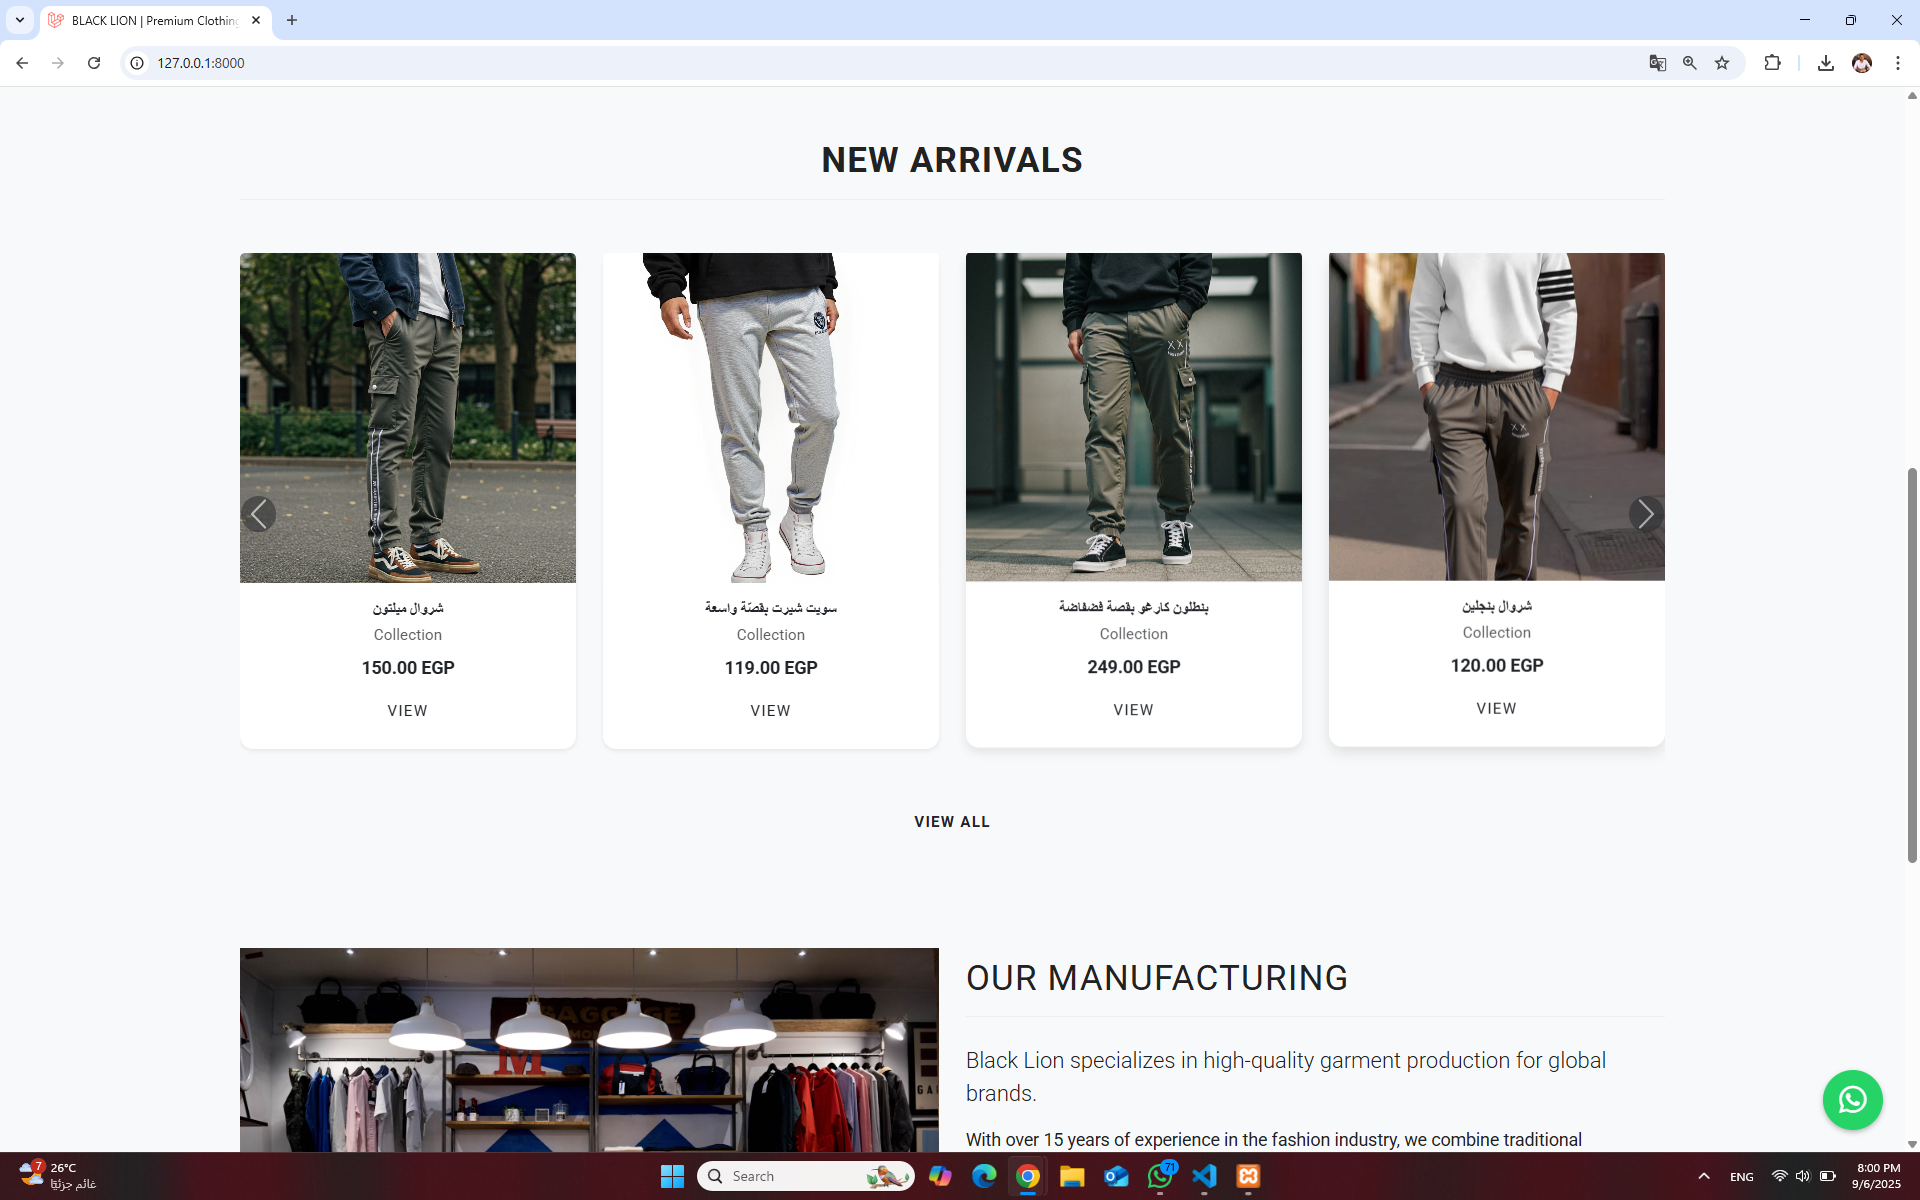 BLACK LION | Premium Clothing
127.0.0.1:8000
NEW ARRIVALS
شروال ميلتون
Collection
150.00 EGP
VIEW
سويت شيرت بقصّة واسعة
Collection
119.00 EGP
VIEW
بنطلون كارغو بقصة فضفاضة
Collection
249.00 EGP
VIEW
شروال بنجلين
Collection
120.00 EGP
VIEW
VIEW ALL
BAGGAGE
M
OUR MANUFACTURING
Black Lion specializes in high-quality garment production for global
brands.
With over 15 years of experience in the fashion industry, we combine traditional
7
26°C
غائم جزئيًا
Search
71
ENG
8:00 PM
9/6/2025